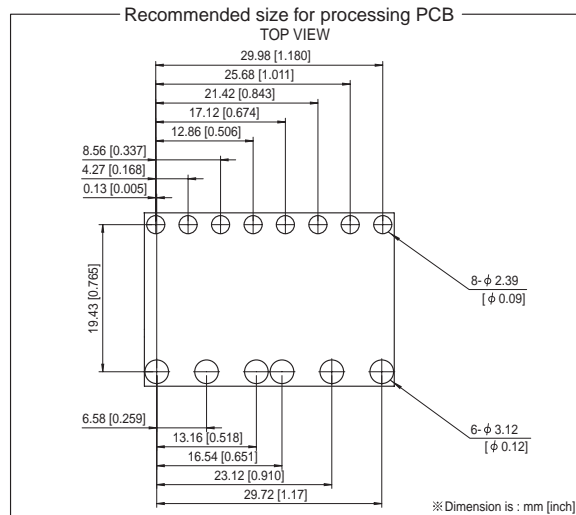 Recommended size for processing PCB
TOP VIEW
29.98 [1.180]
25.68 [1.011]
21.42 [0.843]
17.12 [0.674]
12.86 [0.506]
8.56 [0.337]
4.27 [0.168]
0.13 [0.005]
19.43 [0.765]
8-ϕ 2.39
[ϕ 0.09]
6.58 [0.259]
13.16 [0.518]
16.54 [0.651]
23.12 [0.910]
29.72 [1.17]
6-ϕ 3.12
[ϕ 0.12]
※Dimension is : mm [inch]